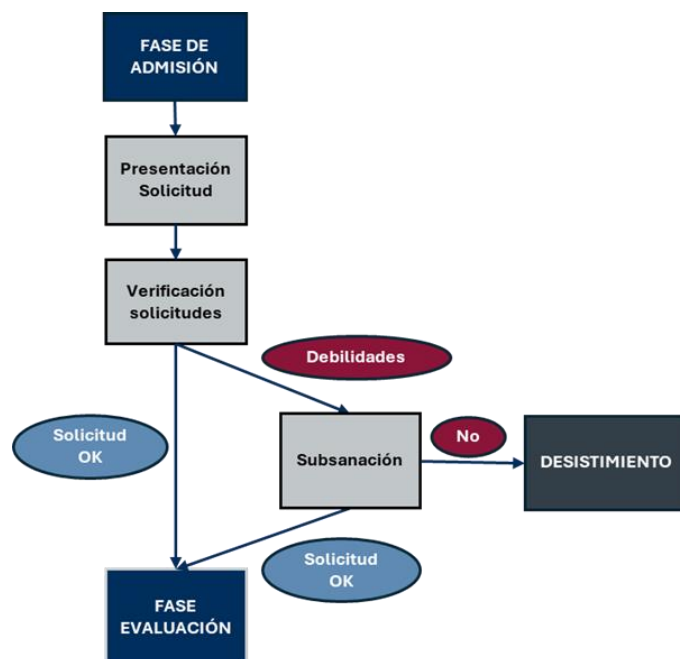 FASE DE
ADMISIÓN
Presentación
Solicitud
Verificación
solicitudes
Debilidades
Solicitud
OK
No
Subsanación
DESISTIMIENTO
Solicitud
OK
FASE
EVALUACIÓN